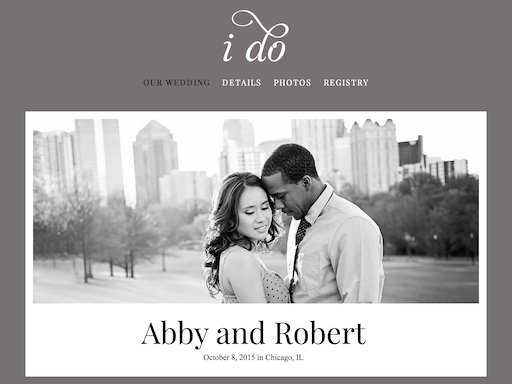 i do
OUR WEDDING DETAILS PHOTOS REGISTRY
Abby and Robert
October 8, 2015 in Chicago, IL